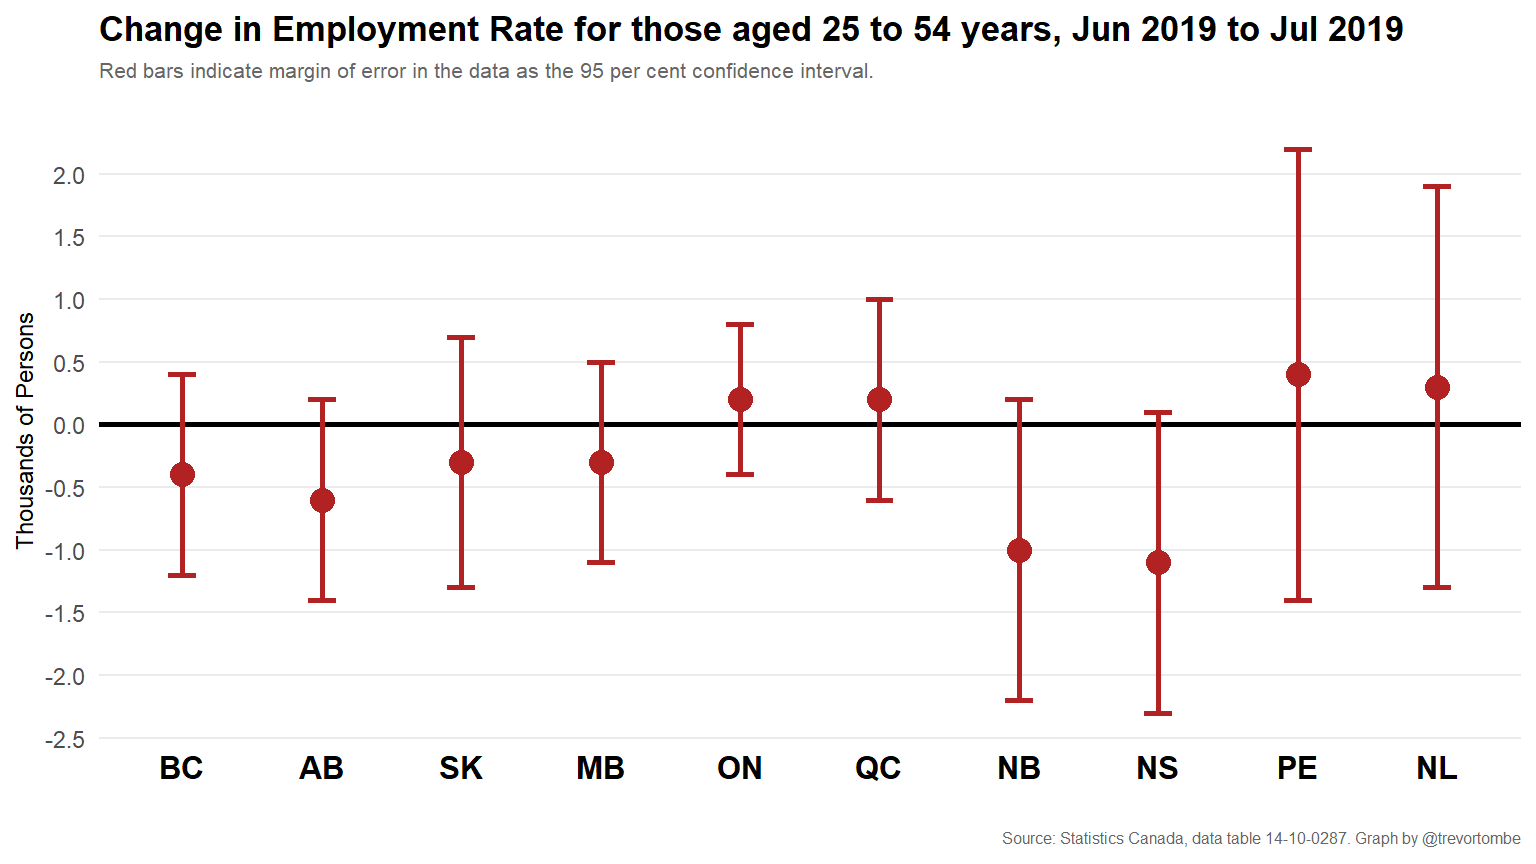 Change in Employment Rate for those aged 25 to 54 years, Jun 2019 to Jul 2019
Red bars indicate margin of error in the data as the 95 per cent confidence interval.
Thousands of Persons
2.0
1.5
1.0
0.5
0.0
-0.5
-1.0
-1.5
-2.0
-2.5
BC AB SK MB ON QC NB NS PE NL
Source: Statistics Canada, data table 14-10-0287. Graph by @trevortombe